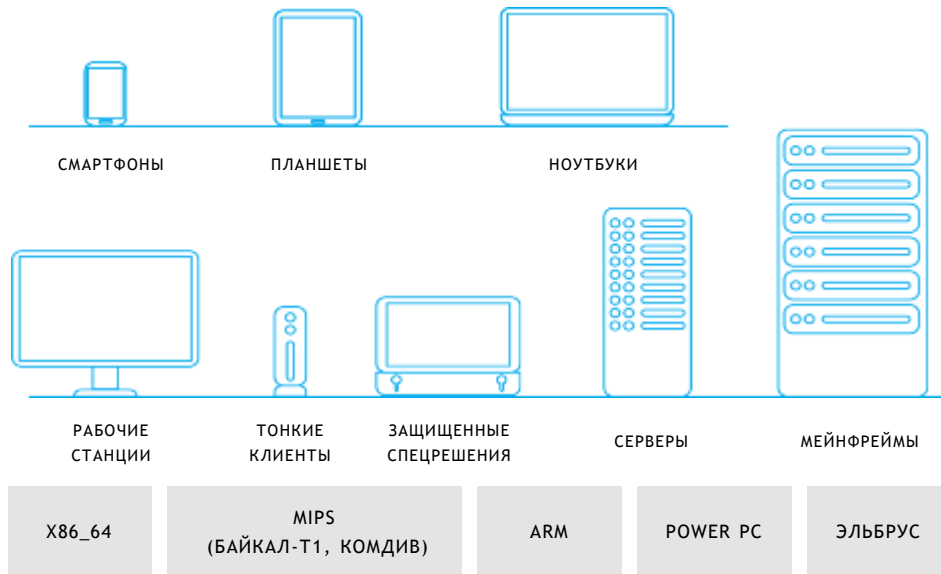 СМАРТФОНЫ
ПЛАНШЕТЫ
НОУТБУКИ
РАБОЧИЕ
СТАНЦИИ
ТОНКИЕ
КЛИЕНТЫ
ЗАЩИЩЕННЫЕ
СПЕЦРЕШЕНИЯ
СЕРВЕРЫ
МЕЙНФРЕЙМЫ
X86_64
MIPS
(БАЙКАЛ-Т1, КОМДИВ)
ARM
POWER PC
ЭЛЬБРУС